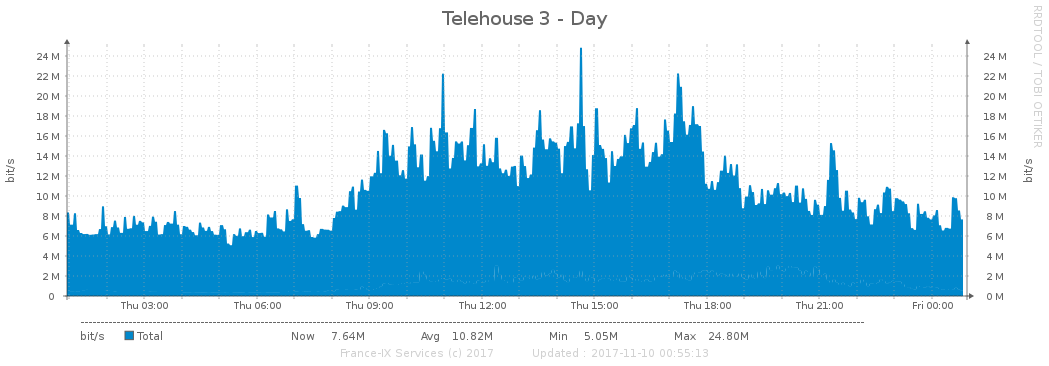 Telehouse 3 - Day
RRDTOOL / TOBI OETIKER
bit/s
24 M 24 M
22 M 22 M
20 M 20 M
18 M 18 M
16 M 16 M
14 M 14 M
12 M 12 M
10 M 10 M
8 M 8 M
6 M 6 M
4 M 4 M
2 M 2 M
0 0 M
bit/s
Thu 03:00 Thu 06:00 Thu 09:00 Thu 12:00 Thu 15:00 Thu 18:00 Thu 21:00 Fri 00:00
bit/s Total Now 7.64M Avg 10.82M Min 5.05M Max 24.80M
France-IX Services (c) 2017 Updated : 2017-11-10 00:55:13